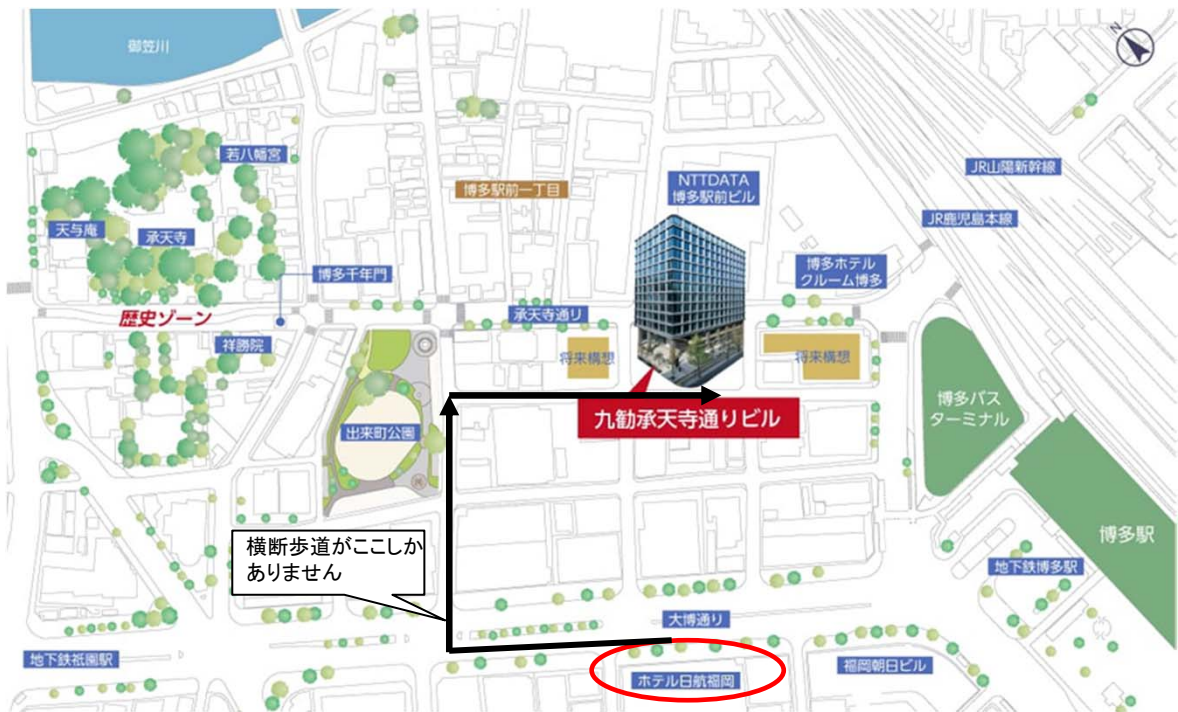 御笠川
N
若八幡宮
JR山陽新幹線
NTTDATA
博多駅前ビル
博多駅前一丁目
天与庵
承天寺
JR鹿児島本線
博多千年門
博多ホテル
クルーム博多
歴史ゾーン
承天寺通り
祥勝院
将来構想
将来構想
九勧承天寺通りビル
博多バス
ターミナル
出来町公園
横断歩道がここしか
ありません
博多駅
地下鉄博多駅
大博通り
地下鉄祇園駅
ホテル日航福岡
福岡朝日ビル